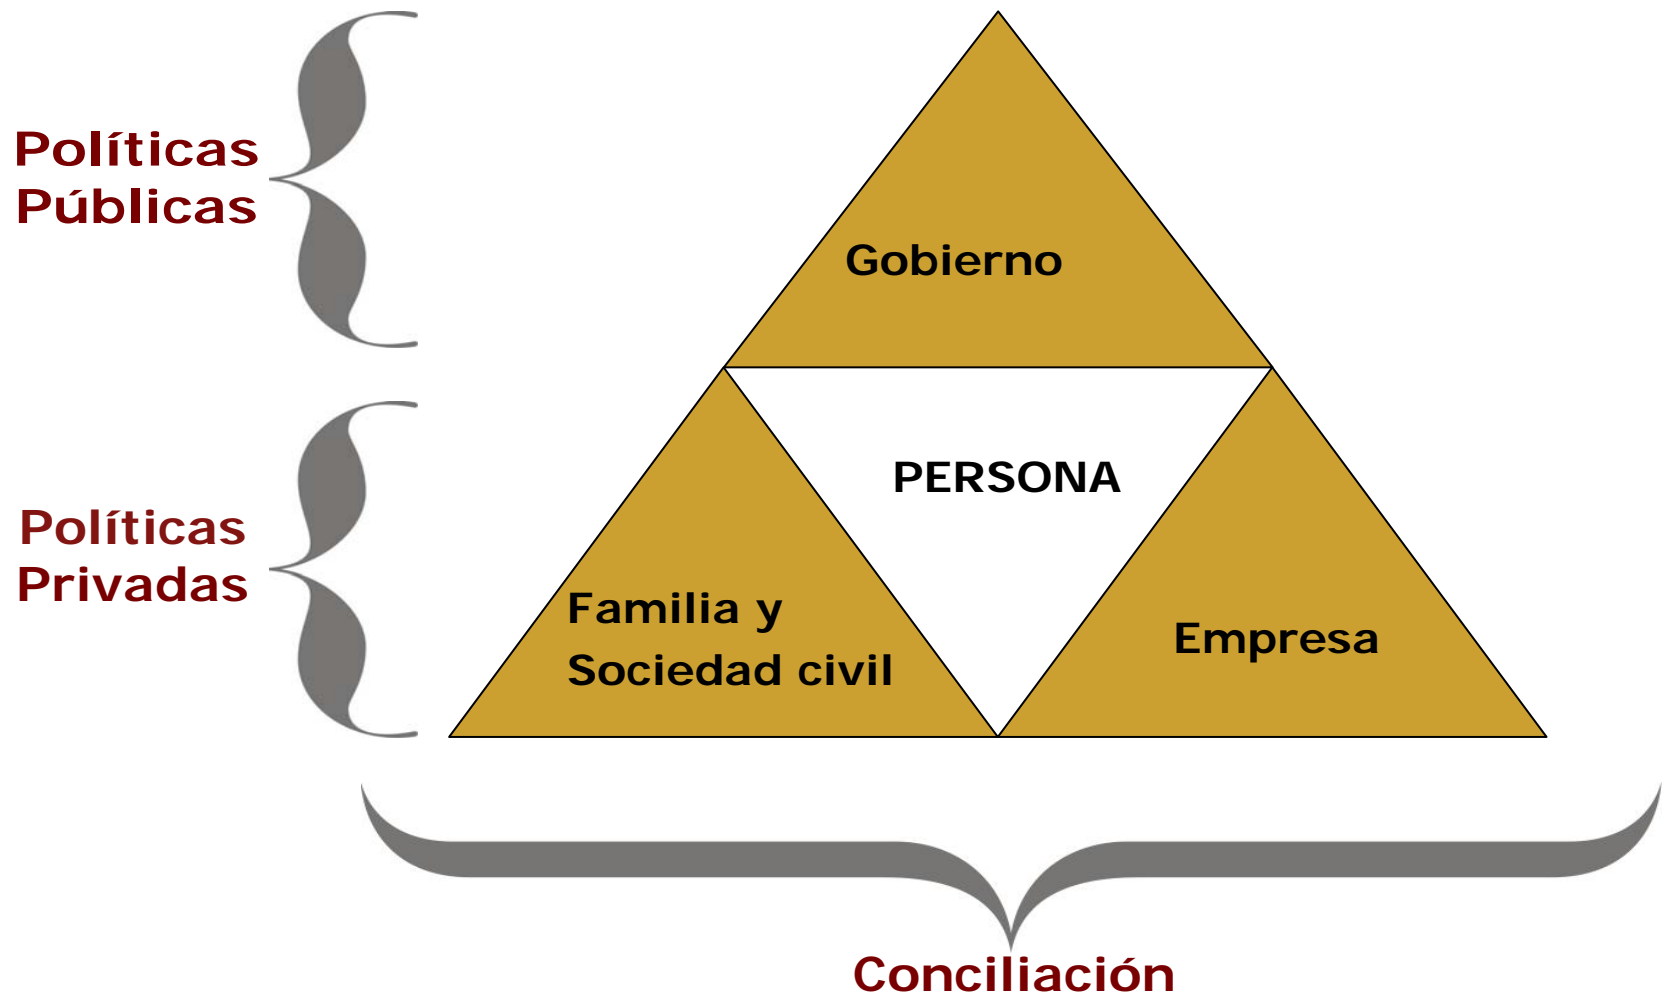 Políticas
Públicas
Gobierno
PERSONA
Políticas
Privadas
Familia y
Sociedad civil
Empresa
Conciliación